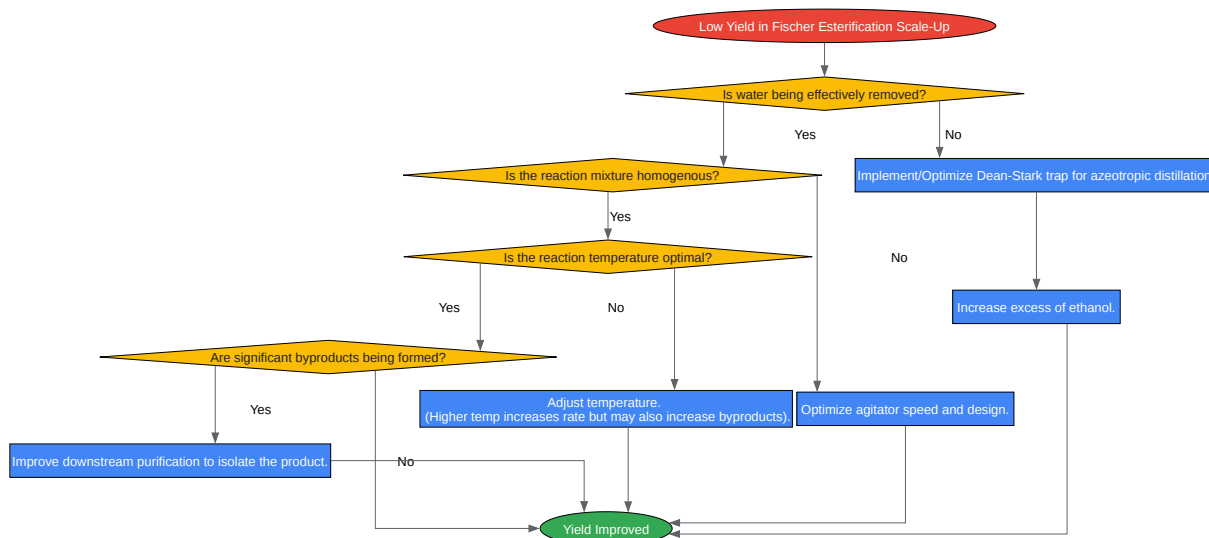 Low Yield in Fischer Esterification Scale-Up
Is water being effectively removed?
Yes
No
Is the reaction mixture homogenous?
Implement/Optimize Dean-Stark trap for azeotropic distillation
Yes
Is the reaction temperature optimal?
No
Yes
No
Increase excess of ethanol.
Are significant byproducts being formed?
Adjust temperature.
(Higher temp increases rate but may also increase byproducts).
Optimize agitator speed and design.
Yes
Improve downstream purification to isolate the product.
No
Yield Improved